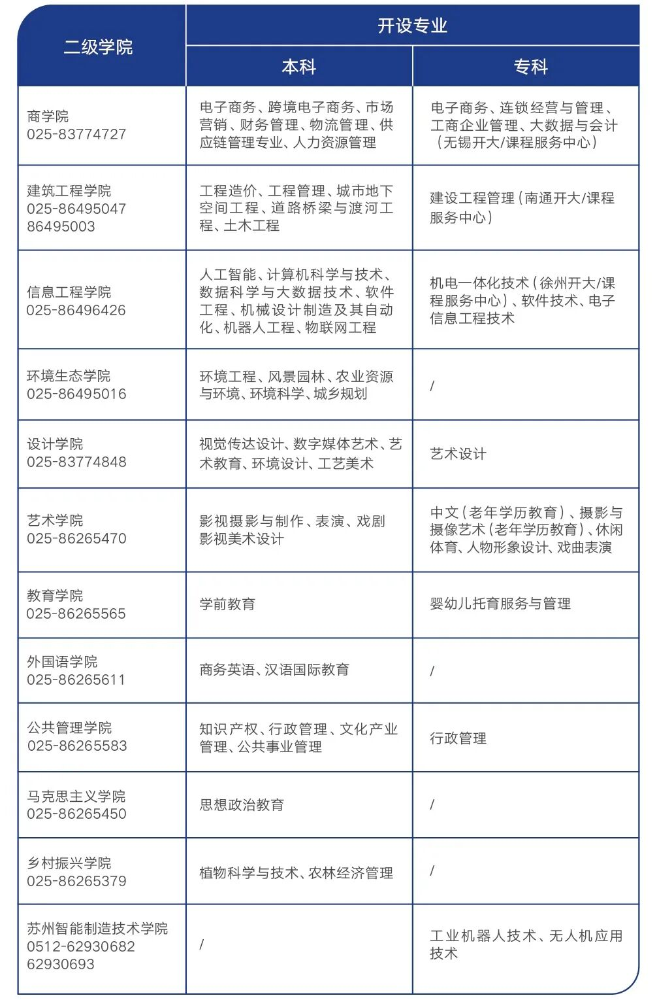 二级学院
开设专业
本科
专科
商学院
025-83774727
电子商务、跨境电子商务、市场
营销、财务管理、物流管理、供
应链管理专业、人力资源管理
电子商务、连锁经营与管理、
工商企业管理、大数据与会计
（无锡开大/课程服务中心）
建筑工程学院
025-86495047
86495003
工程造价、工程管理、城市地下
空间工程、道路桥梁与渡河工
程、土木工程
建设工程管理（南通开大/课程
服务中心）
信息工程学院
025-86496426
人工智能、计算机科学与技术、
数据科学与大数据技术、软件
工程、机械设计制造及其自动
化、机器人工程、物联网工程
机电一体化技术（徐州开大/课
程服务中心）、软件技术、电子
信息工程技术
环境生态学院
025-86495016
环境工程、风景园林、农业资源
与环境、环境科学、城乡规划
/
设计学院
025-83774848
视觉传达设计、数字媒体艺术、艺
术教育、环境设计、工艺美术
艺术设计
艺术学院
025-86265470
影视摄影与制作、表演、戏剧
影视美术设计
中文（老年学历教育）、摄影与
摄像艺术（老年学历教育）、休闲
体育、人物形象设计、戏曲表演
教育学院
025-86265565
学前教育
婴幼儿托育服务与管理
外国语学院
025-86265611
商务英语、汉语国际教育
/
公共管理学院
025-86265583
知识产权、行政管理、文化产业
管理、公共事业管理
行政管理
马克思主义学院
025-86265450
思想政治教育
/
乡村振兴学院
025-86265379
植物科学与技术、农林经济管理
/
苏州智能制造技术学院
0512-62930682
62930693
/
工业机器人技术、无人机应用
技术